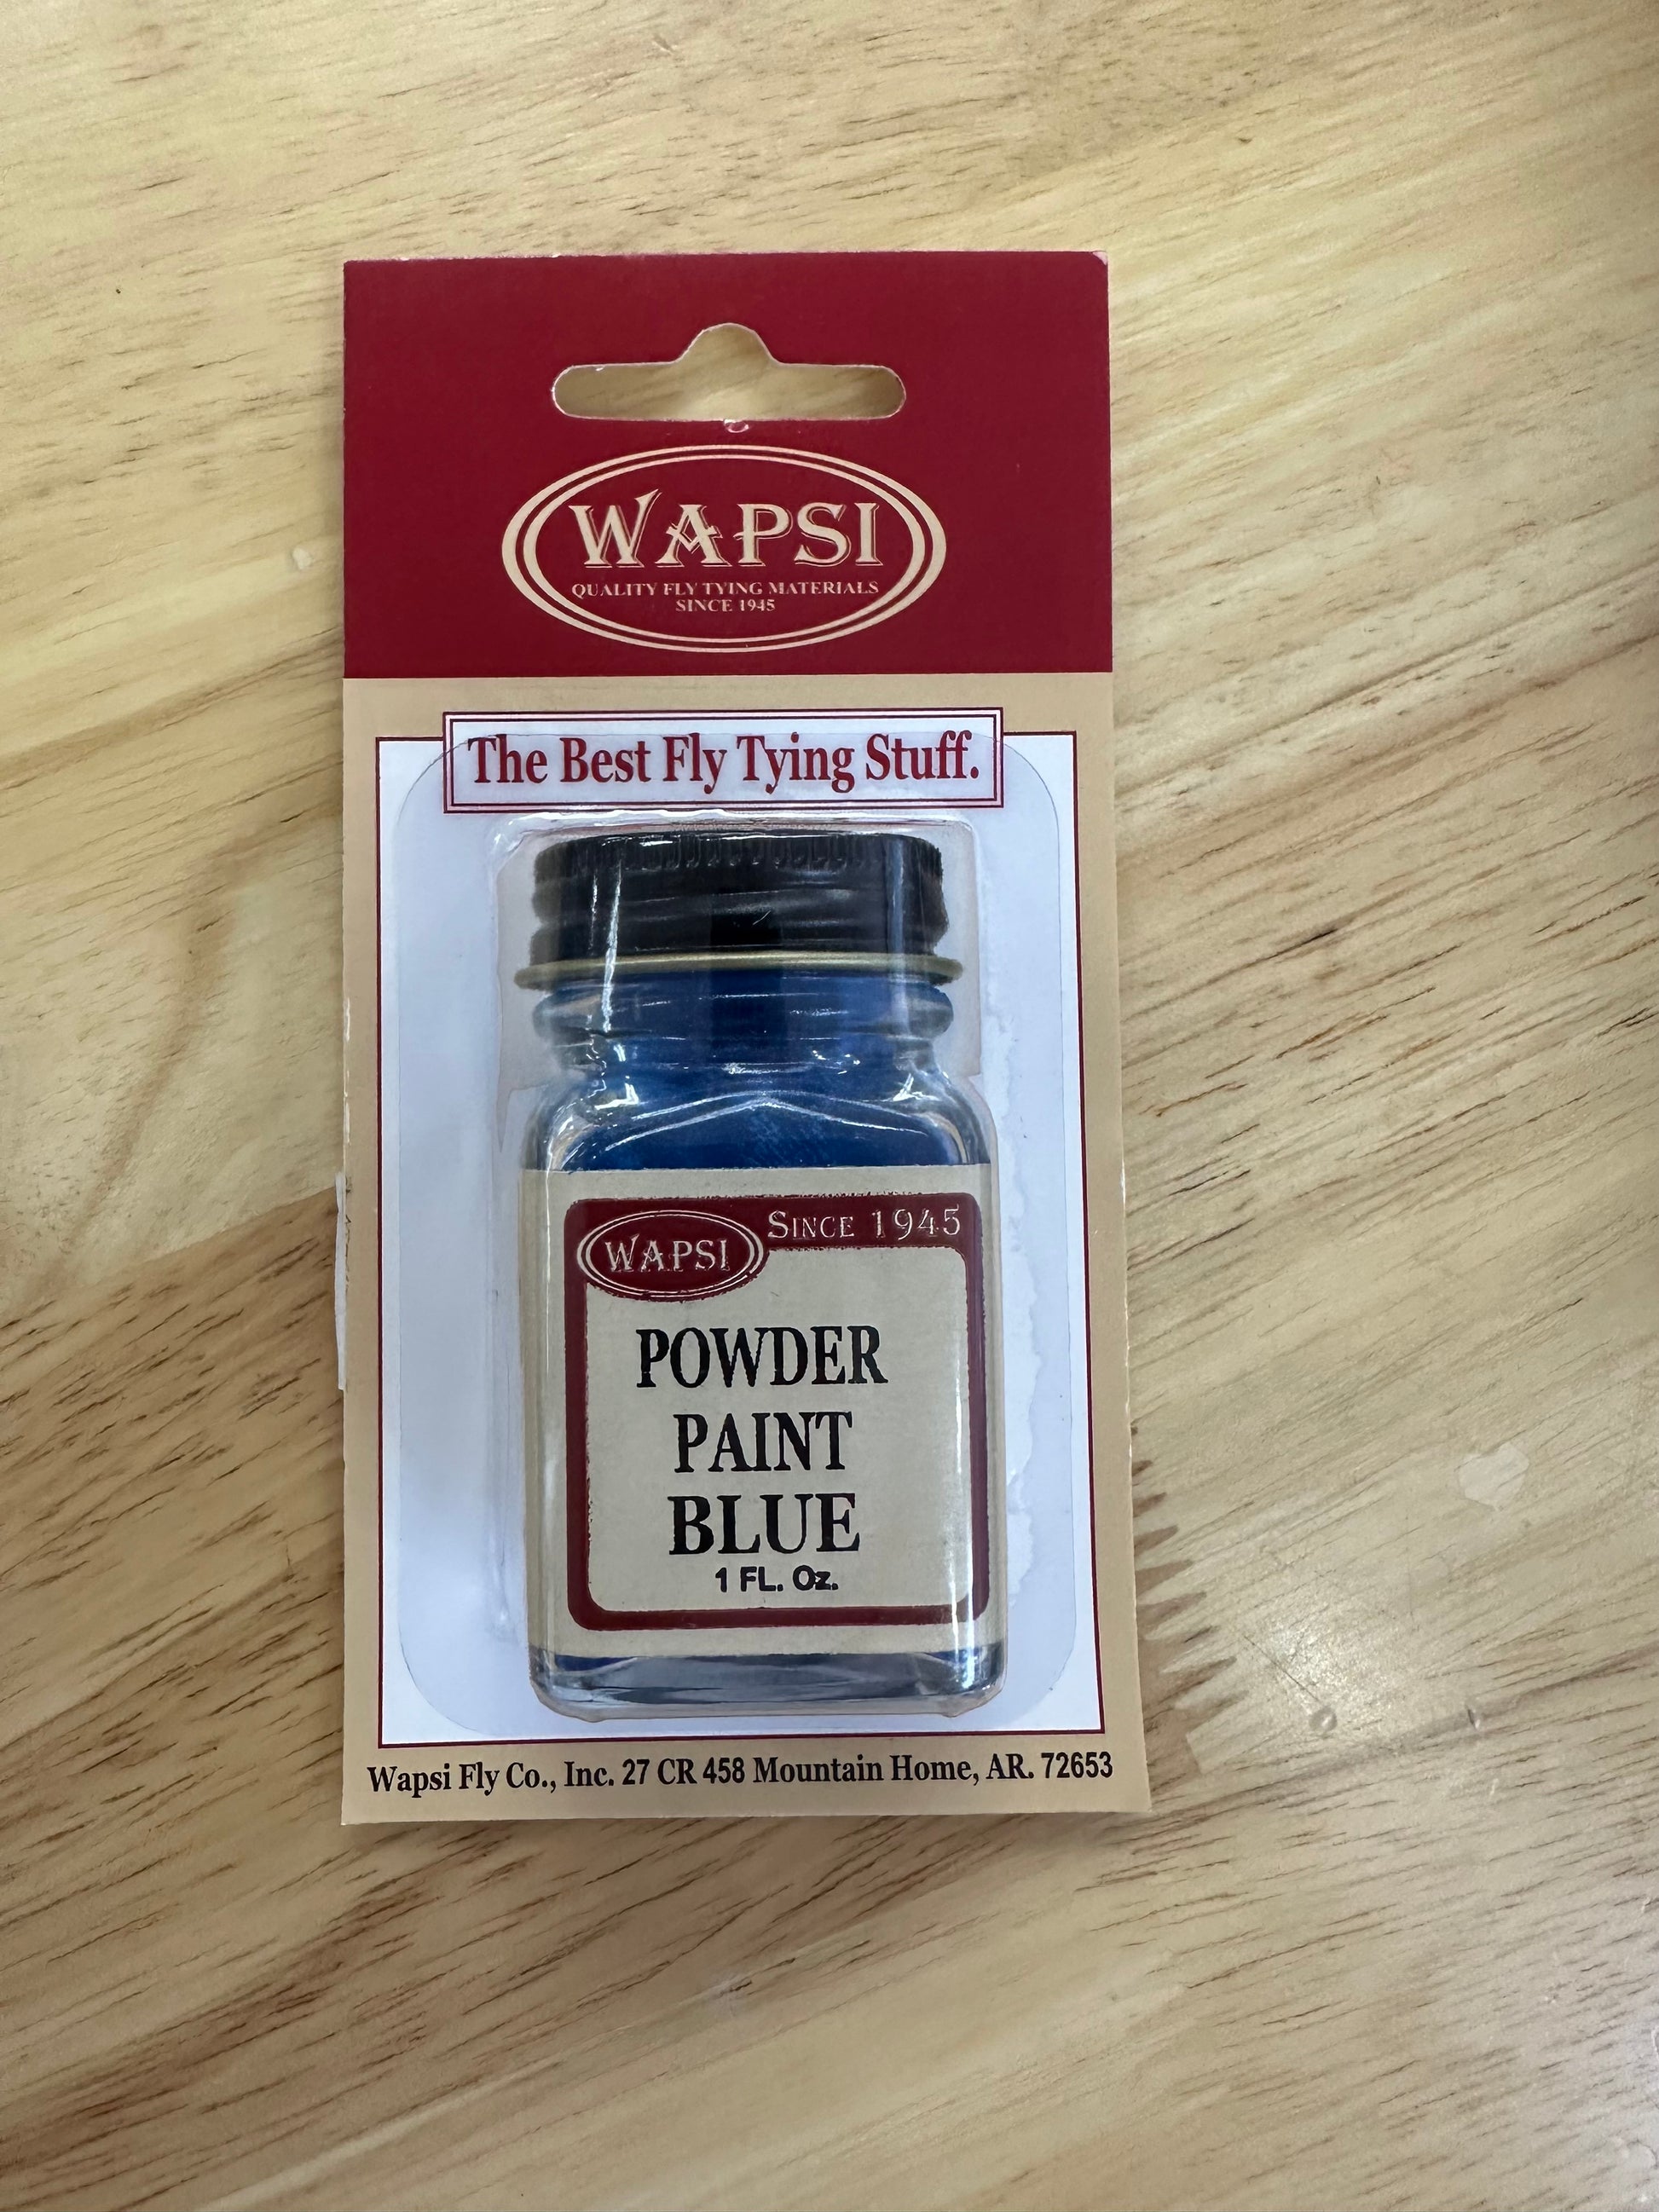 WAPSI
QUALITY FLY TYING MATERIALS
SINCE 1945
The Best Fly Tying Stuff.
WAPSI
SINCE 1945
POWDER
PAINT
BLUE
1 FL. Oz.
Wapsi Fly Co., Inc. 27 CR 458 Mountain Home, AR. 72653